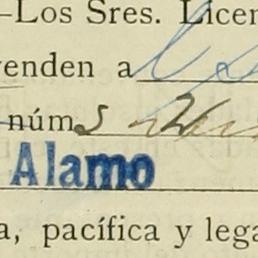 —Los Sres. Licen
venden a
núm
Alamo
a, pacífica y lega